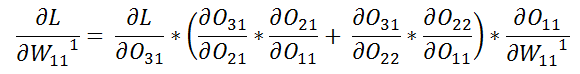 ∂L/∂W₁₁¹ = ∂L/∂O₃₁ * (∂O₃₁/∂O₂₁ * ∂O₂₁/∂O₁₁ + ∂O₃₁/∂O₂₂ * ∂O₂₂/∂O₁₁) * ∂O₁₁/∂W₁₁¹